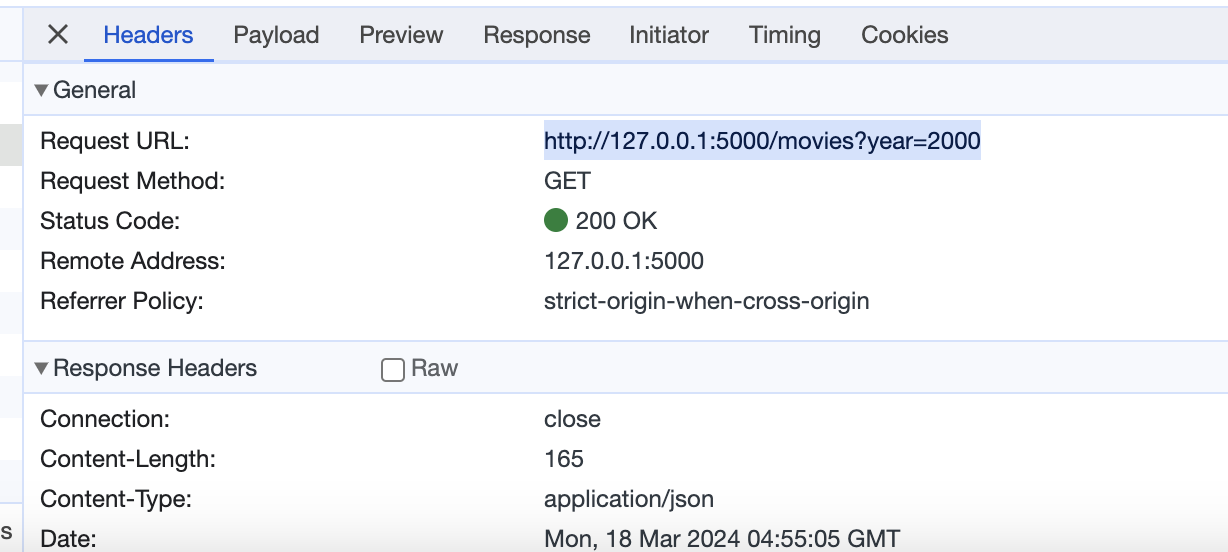 Headers Payload Preview Response Initiator Timing Cookies
General
Request URL: http://127.0.0.1:5000/movies?year=2000
Request Method: GET
Status Code: 200 OK
Remote Address: 127.0.0.1:5000
Referrer Policy: strict-origin-when-cross-origin
Response Headers Raw
Connection: close
Content-Length: 165
Content-Type: application/json
s
Date: Mon, 18 Mar 2024 04:55:05 GMT